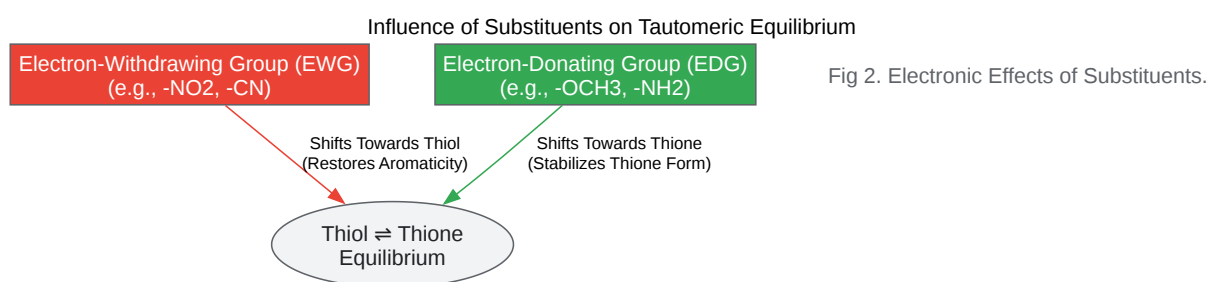 Influence of Substituents on Tautomeric Equilibrium
Electron-Withdrawing Group (EWG)
(e.g., -NO2, -CN)
Electron-Donating Group (EDG)
(e.g., -OCH3, -NH2)
Fig 2. Electronic Effects of Substituents.
Shifts Towards Thiol
(Restores Aromaticity)
Shifts Towards Thione
(Stabilizes Thione Form)
Thiol ⇌ Thione
Equilibrium